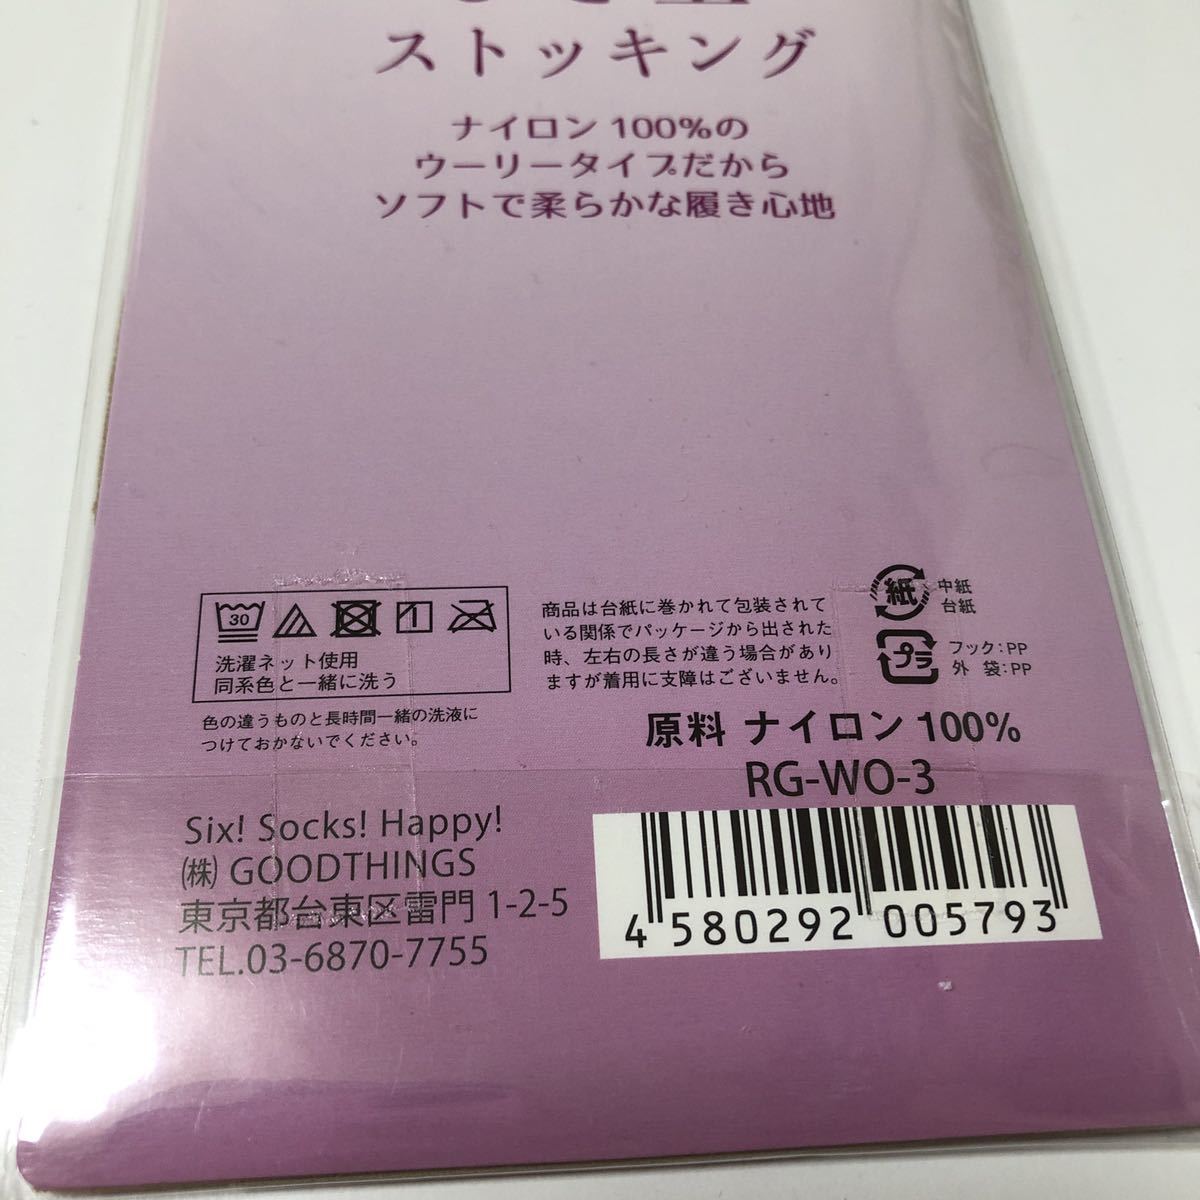 ストッキング
ナイロン 100%の
ウーリータイプだから
ソフトで柔らかな履き心地
30
1
洗濯ネット使用
同系色と一緒に洗う
色の違うものと長時間一緒の洗液に
つけておかないでください。
商品は台紙に巻かれて包装されて
いる関係でパッケージから出された
時、左右の長さが違う場合があり
ますが着用に支障はございません。
紙 中紙
台紙
プラ フック:PP
外 袋:PP
原料 ナイロン 100%
RG-WO-3
Six! Socks! Happy!
㈱ GOODTHINGS
東京都台東区雷門 1-2-5
TEL.03-6870-7755
4 580292 005793